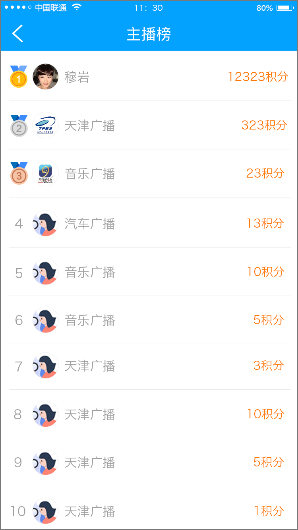 中国联通 11:30 80%
主播榜
1 穆岩 12323积分
2 天津广播 323积分
3 音乐广播 23积分
4 汽车广播 13积分
5 音乐广播 10积分
6 音乐广播 5积分
7 天津广播 3积分
8 天津广播 10积分
9 天津广播 5积分
10 天津广播 1积分